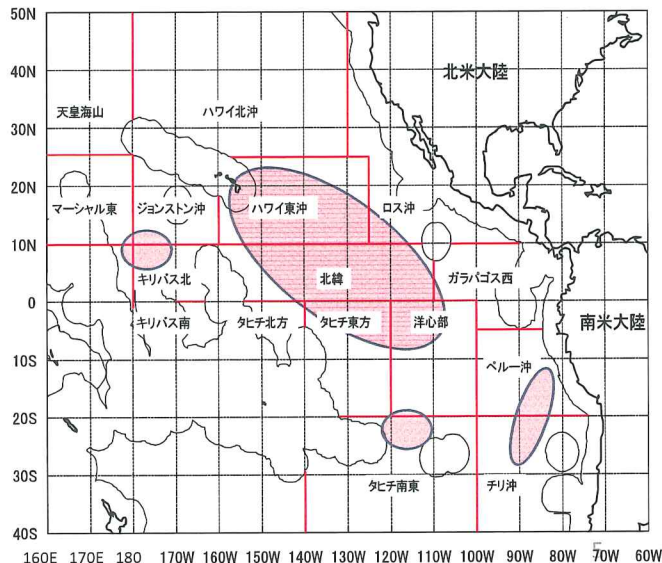 50N
北米大陸
40N
天皇海山
ハワイ北沖
30N
20N
マーシャル東
ジョンストン沖
ハワイ東沖
ロス沖
10N
キリバス北
北緯
ガラパゴス西
0
キリバス南
タヒチ北方
タヒチ東方
洋心部
南米大陸
10S
ペルー沖
20S
30S
タヒチ南東
チリ沖
40S
160E 170E 180 170W 160W 150W 140W 130W 120W 110W 100W 90W 80W 70W 60W